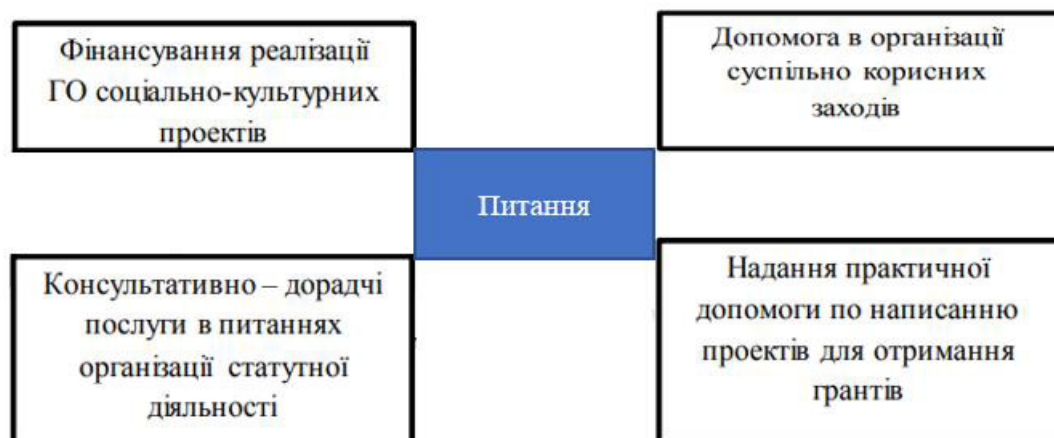 Фінансування реалізації
ГО соціально-культурних
проектів
Допомога в організації
суспільно корисних
заходів
Питання
Консультативно – дорадчі
послуги в питаннях
організації статутної
діяльності
Надання практичної
допомоги по написанню
проектів для отримання
грантів